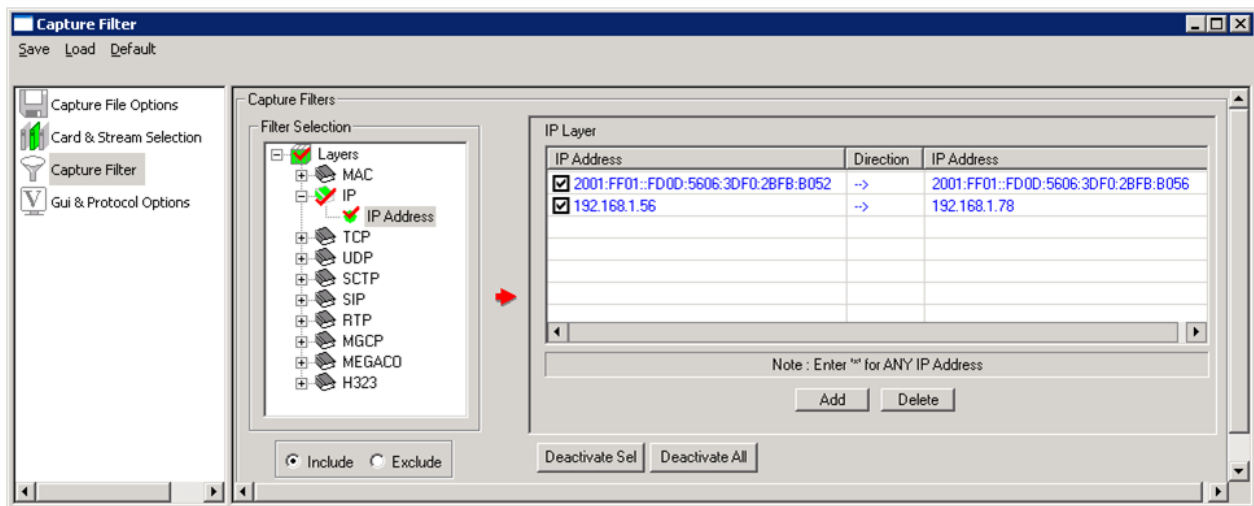 Capture Filter
Save Load Default
Capture File Options
Card & Stream Selection
Capture Filter
Gui & Protocol Options
Capture Filters
Filter Selection
Layers
MAC
IP
IP Address
TCP
UDP
SCTP
SIP
RTP
MGCP
MEGACO
H323
Include Exclude
IP Layer
IP Address Direction IP Address
2001:FF01::FD0D:5606:3DF0:2BFB:B052 --> 2001:FF01::FD0D:5606:3DF0:2BFB:B056
192.168.1.56 --> 192.168.1.78
Note : Enter '*' for ANY IP Address
Add Delete
Deactivate Sel Deactivate All